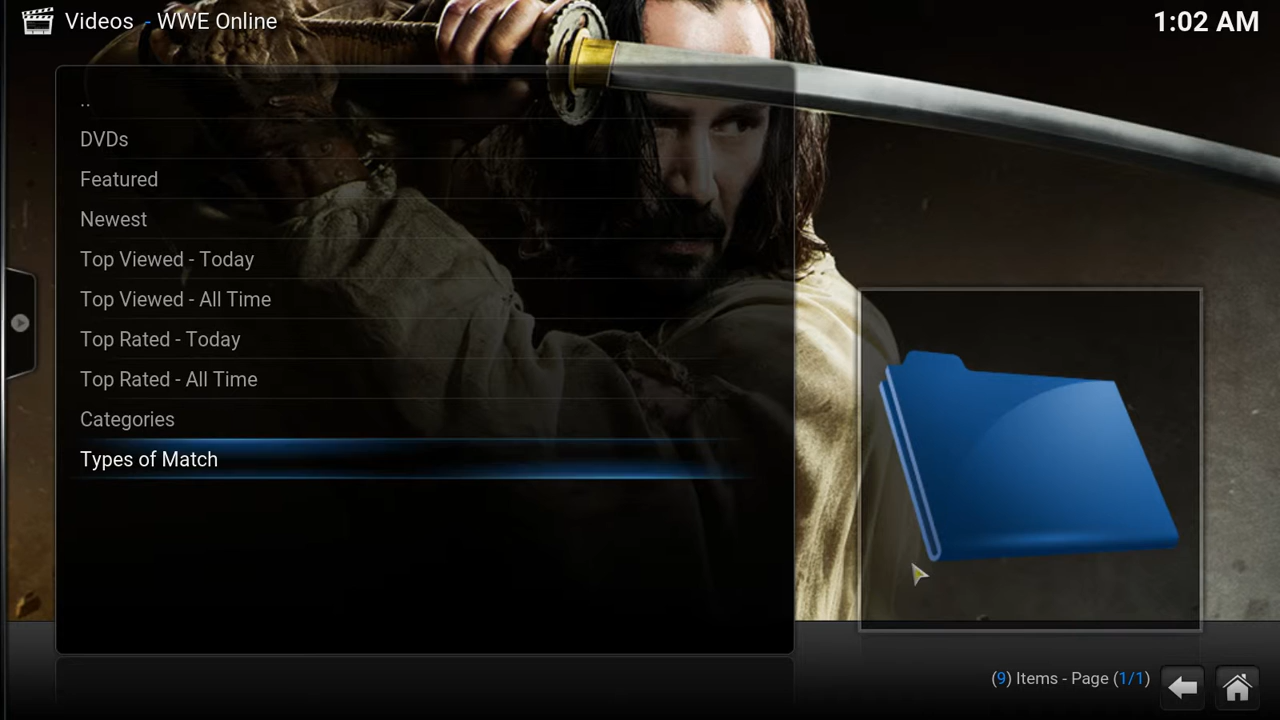 Videos - WWE Online
1:02 AM
..
DVDs
Featured
Newest
Top Viewed - Today
Top Viewed - All Time
Top Rated - Today
Top Rated - All Time
Categories
Types of Match
(9) Items - Page (1/1)